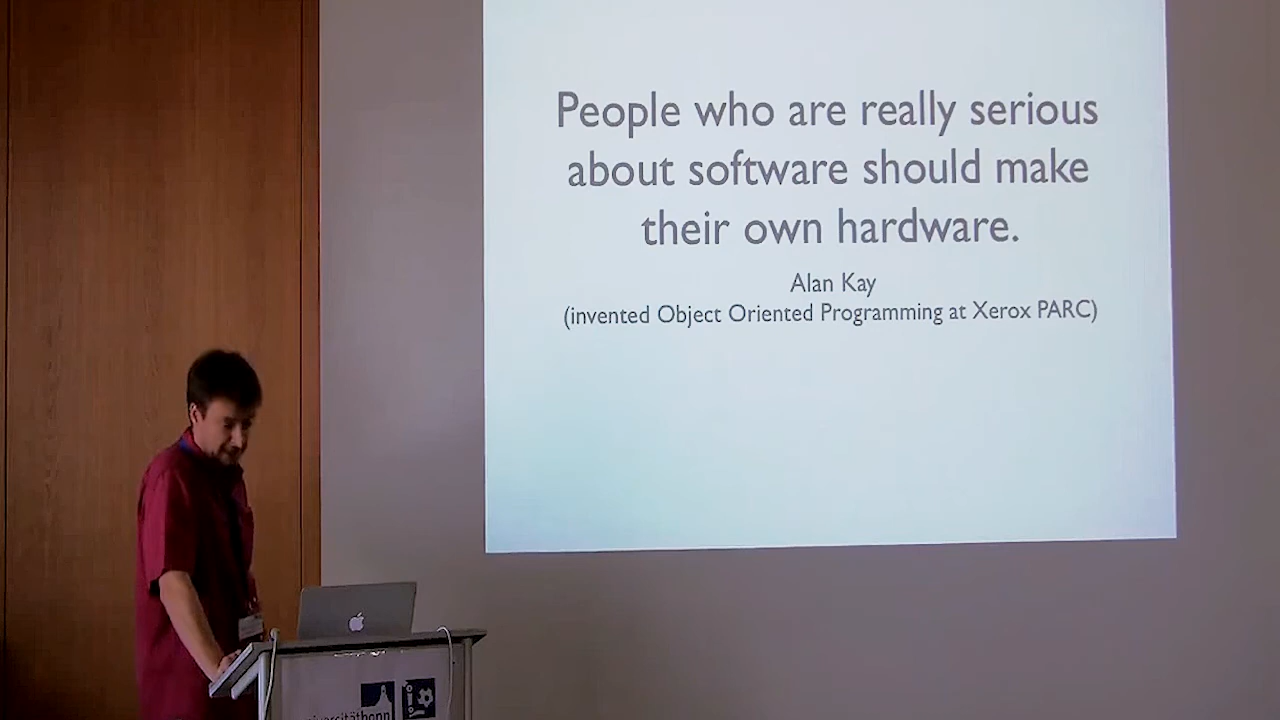 People who are really serious
about software should make
their own hardware.
Alan Kay
(invented Object Oriented Programming at Xerox PARC)